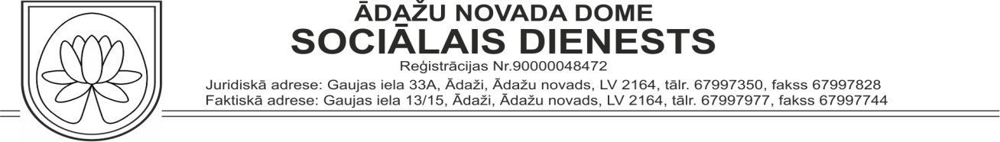 ĀDAŽU NOVADA DOME
SOCIĀLAIS DIENESTS
Reģistrācijas Nr.90000048472
Juridiskā adrese: Gaujas iela 33A, Ādaži, Ādažu novads, LV 2164, tālr. 67997350, fakss 67997828
Faktiskā adrese: Gaujas iela 13/15, Ādaži, Ādažu novads, LV 2164, tālr. 67997977, fakss 67997744